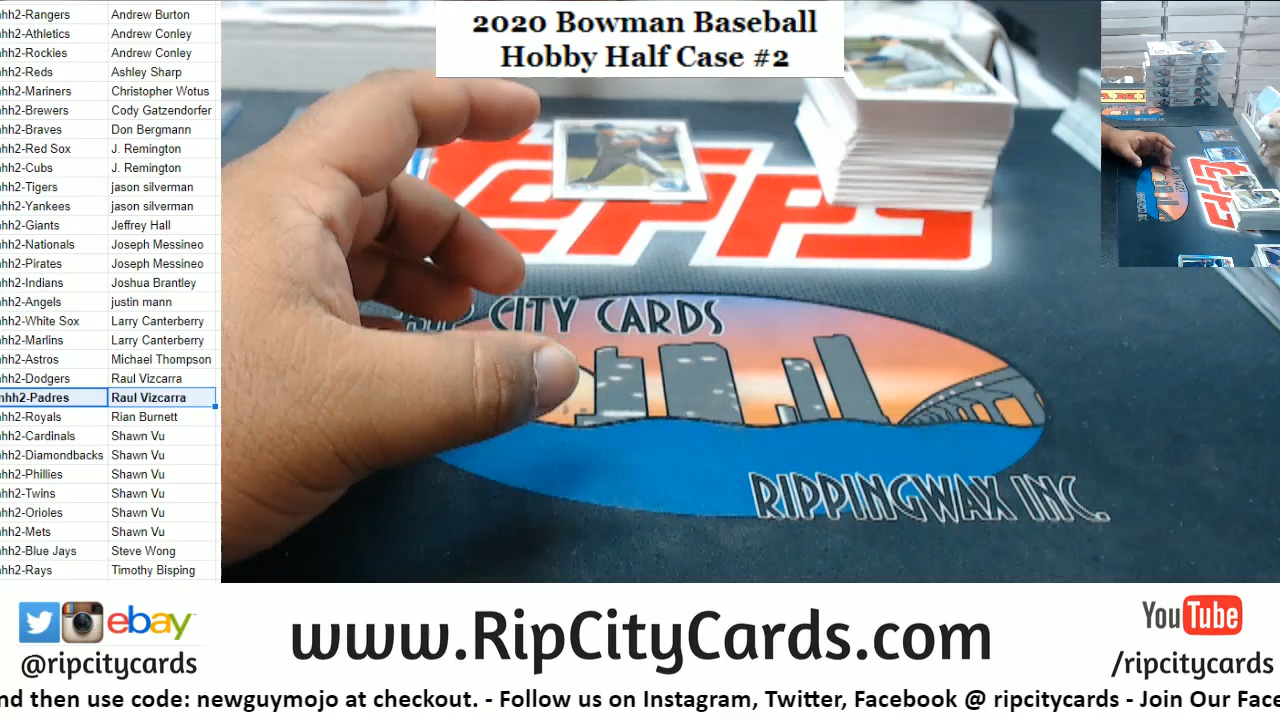 2020 Bowman Baseball
Hobby Half Case #2
hh2-Rangers Andrew Burton
hh2-Athletics Andrew Conley
hh2-Rockies Andrew Conley
hh2-Reds Ashley Sharp
hh2-Mariners Christopher Wotus
hh2-Brewers Cody Gatzendorfer
hh2-Braves Don Bergmann
hh2-Red Sox J. Remington
hh2-Cubs J. Remington
hh2-Tigers jason silverman
hh2-Yankees jason silverman
hh2-Giants Jeffrey Hall
hh2-Nationals Joseph Messineo
hh2-Pirates Joseph Messineo
hh2-Indians Joshua Brantley
hh2-Angels justin mann
hh2-White Sox Larry Canterberry
hh2-Marlins Larry Canterberry
hh2-Astros Michael Thompson
hh2-Dodgers Raul Vizcarra
hh2-Padres Raul Vizcarra
hh2-Royals Rian Burnett
hh2-Cardinals Shawn Vu
hh2-Diamondbacks Shawn Vu
hh2-Phillies Shawn Vu
hh2-Twins Shawn Vu
hh2-Orioles Shawn Vu
hh2-Mets Shawn Vu
hh2-Blue Jays Steve Wong
hh2-Rays Timothy Bisping
TOPPS
RIP CITY CARDS
RIPPINGWAX INC.
ebay
@ripcitycards
www.RipCityCards.com
YouTube
/ripcitycards
nd then use code: newguymojo at checkout. - Follow us on Instagram, Twitter, Facebook @ ripcitycards - Join Our Face